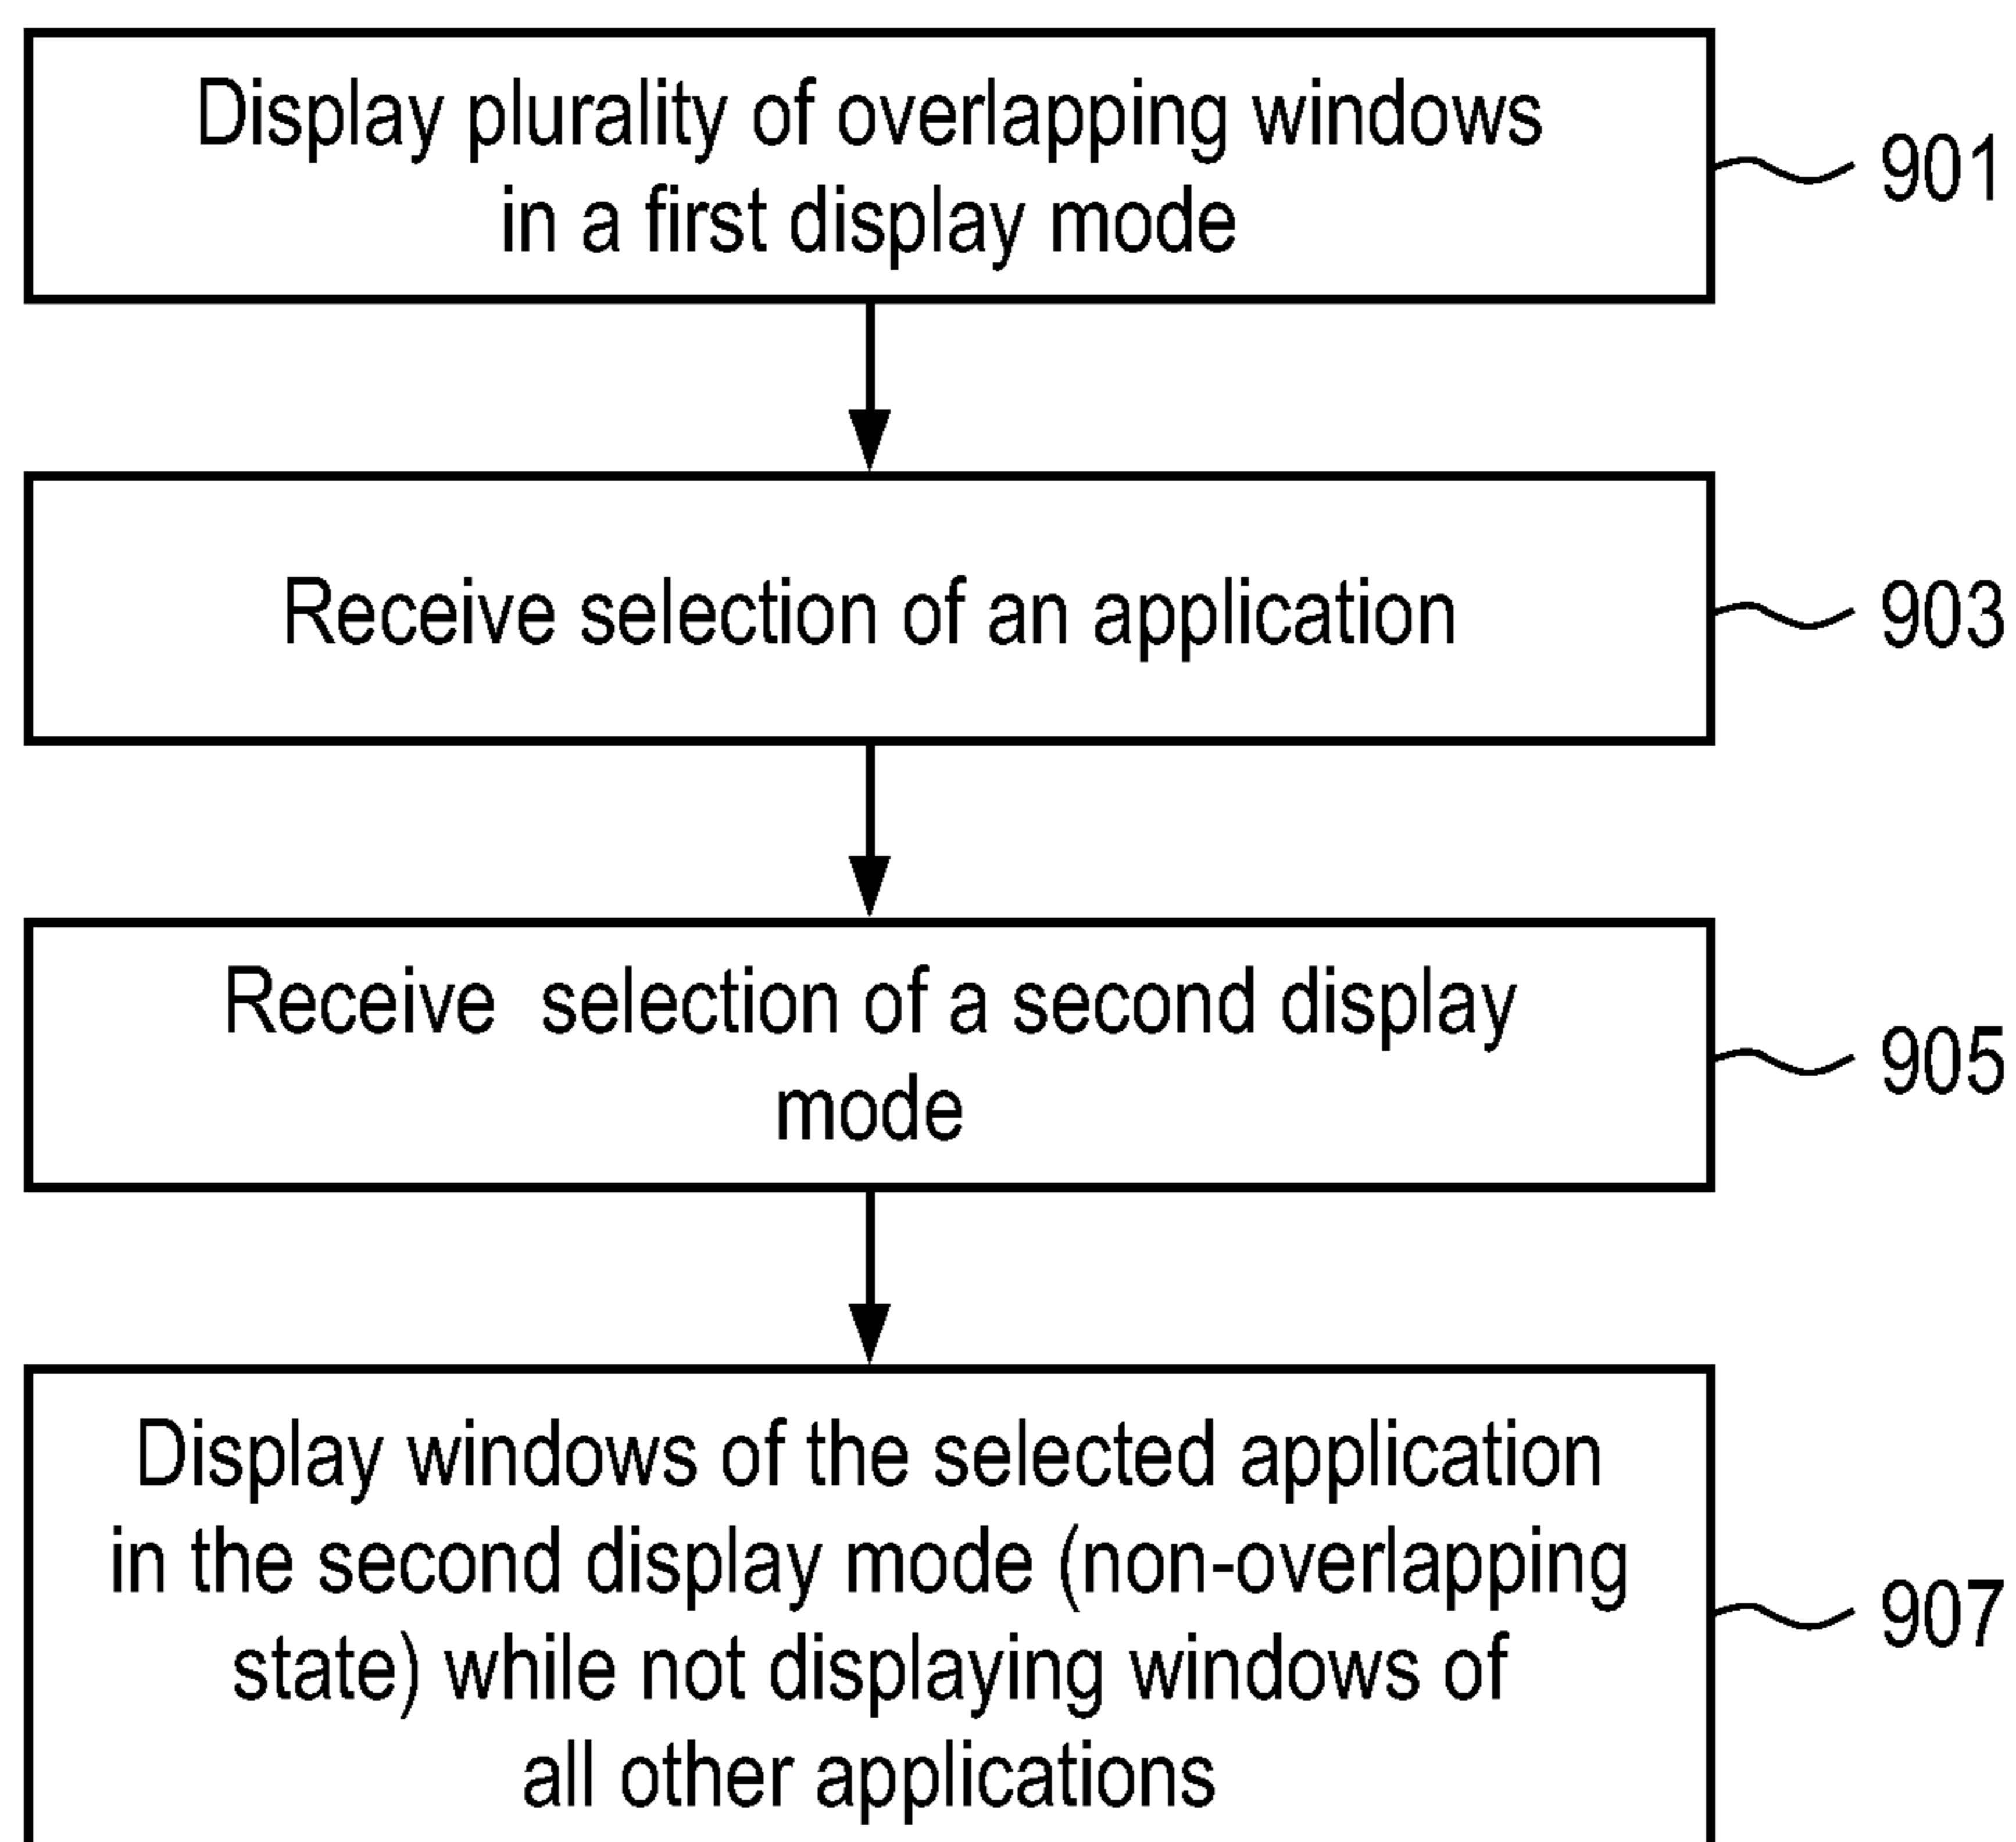 Display plurality of overlapping windows
in a first display mode
901
Receive selection of an application
903
Receive selection of a second display
mode
905
Display windows of the selected application
in the second display mode (non-overlapping
state) while not displaying windows of
all other applications
907